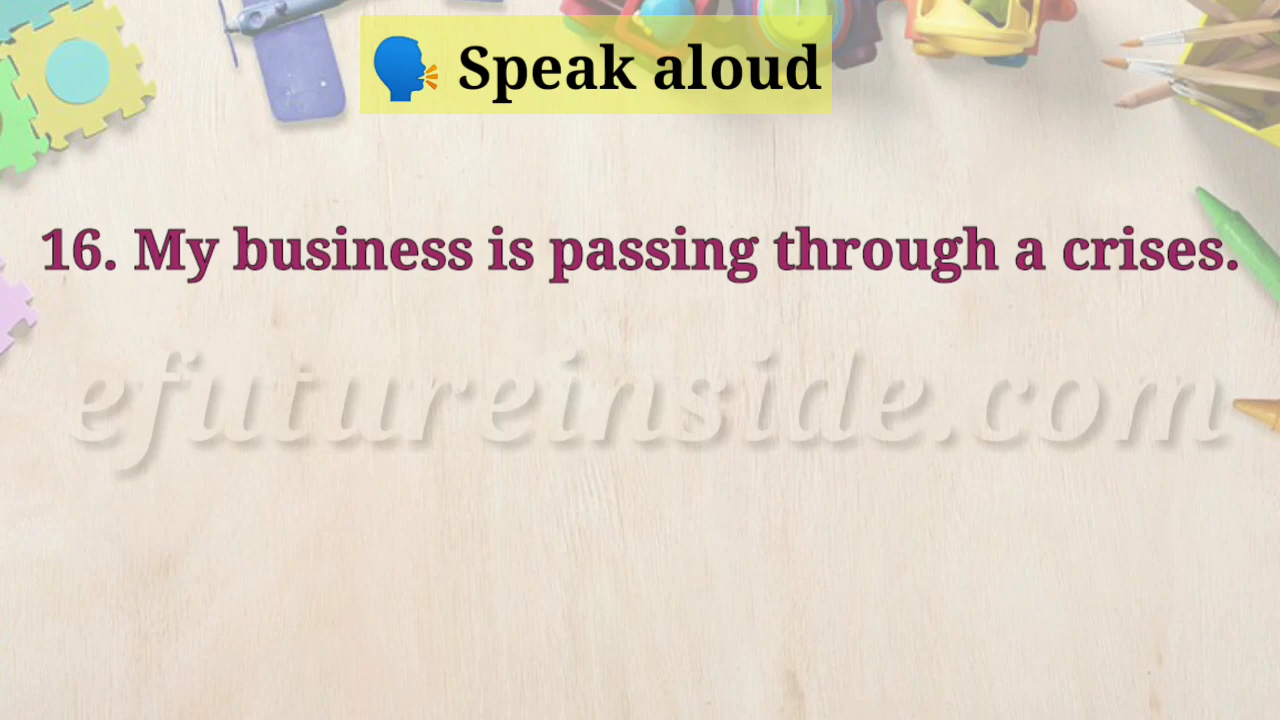 🗣 Speak aloud
16. My business is passing through a crises.
efutureinside.com